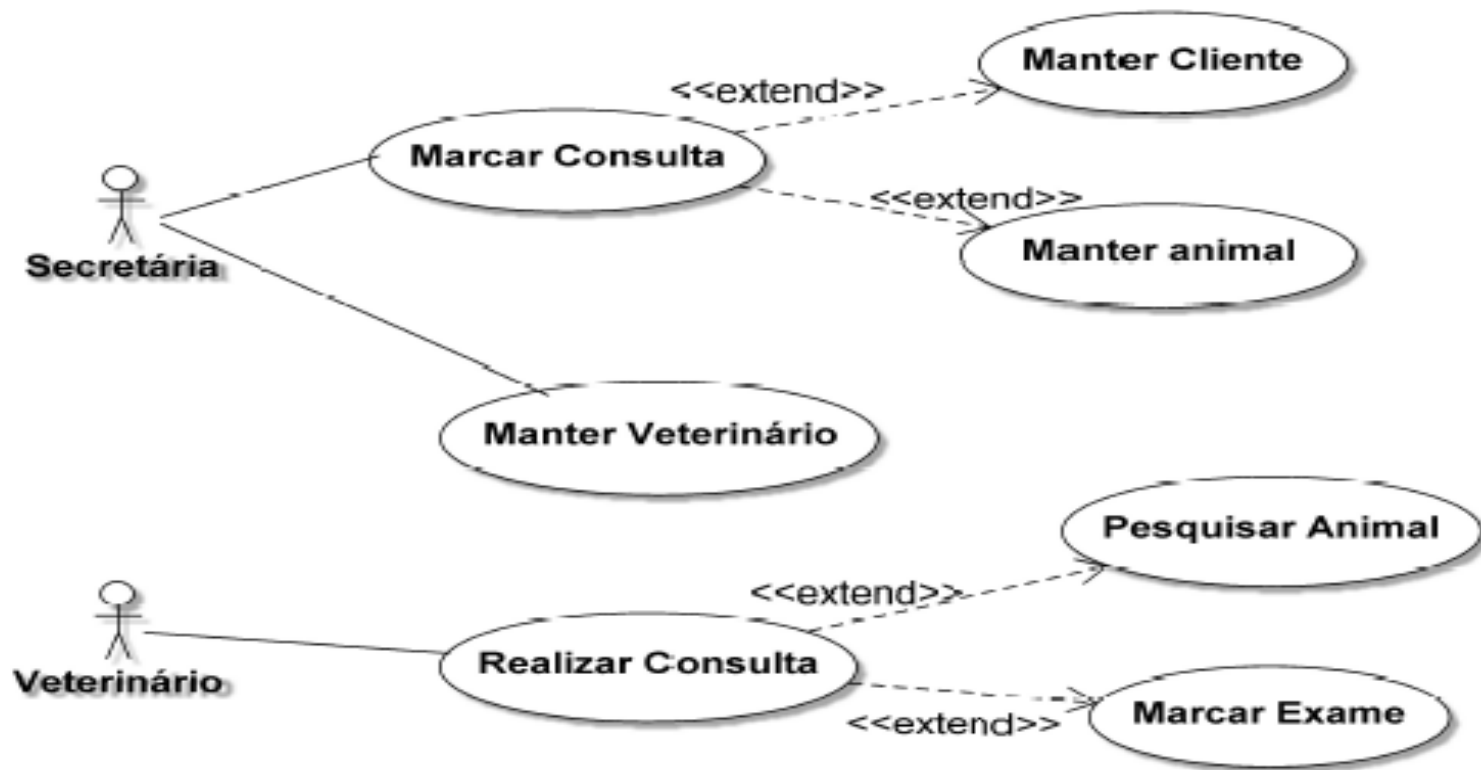 Manter Cliente
<<extend>>
Marcar Consulta
<<extend>>
Manter animal
Secretária
Manter Veterinário
Pesquisar Animal
<<extend>>
Realizar Consulta
Veterinário
Marcar Exame
<<extend>>